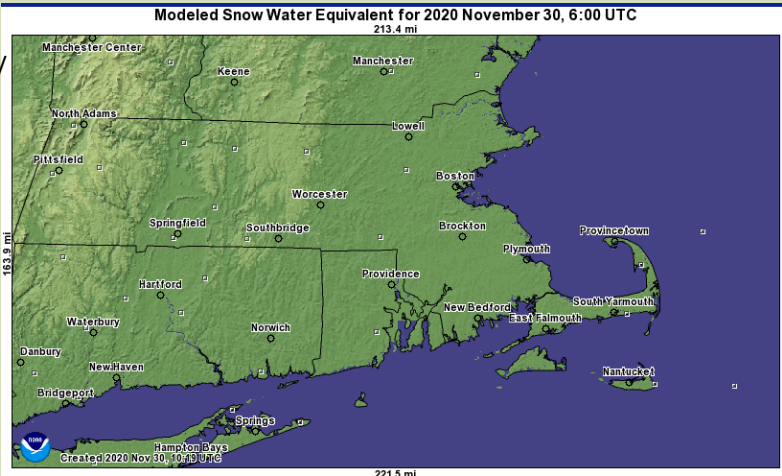 Modeled Snow Water Equivalent for 2020 November 30, 6:00 UTC
213.4 mi
Manchester Center
Manchester
Keene
North Adams
Lowell
Pittsfield
Boston
Worcester
Springfield
Southbridge
Brockton
Provincetown
Plymouth
163.9 mi
Providence
Hartford
New Bedford
South Yarmouth
East Falmouth
Waterbury
Norwich
Danbury
New Haven
Nantucket
Bridgeport
Springs
Hampton Bays
noaa
Created 2020 Nov 30, 10:49 UTC
221.5 mi